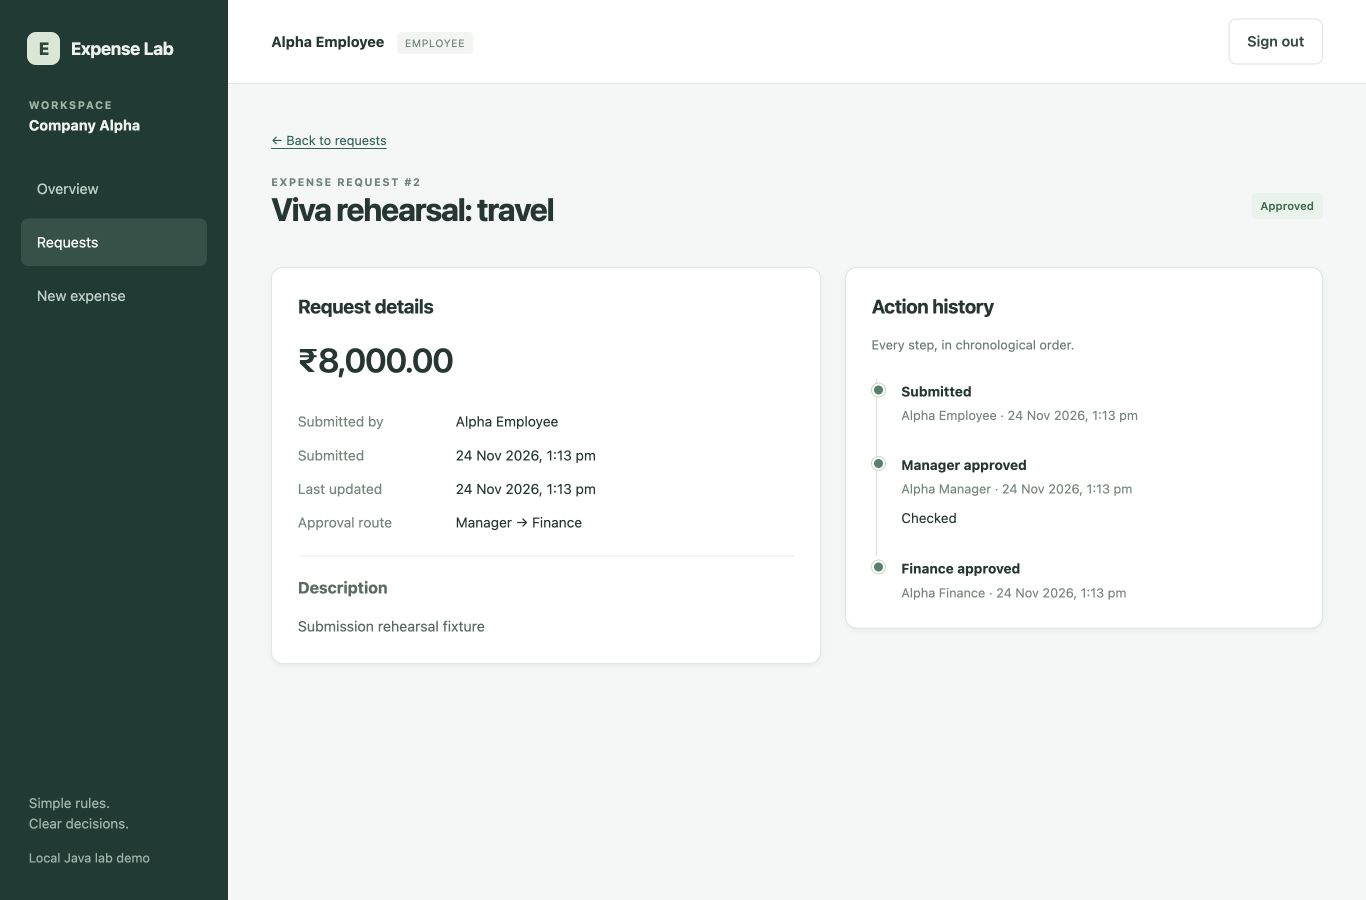 E Expense Lab
WORKSPACE
Company Alpha
Overview
Requests
New expense
Simple rules.
Clear decisions.
Local Java lab demo
Alpha Employee EMPLOYEE
Sign out
← Back to requests
EXPENSE REQUEST #2
Viva rehearsal: travel
Approved
Request details
₹8,000.00
Submitted by Alpha Employee
Submitted 24 Nov 2026, 1:13 pm
Last updated 24 Nov 2026, 1:13 pm
Approval route Manager → Finance
Description
Submission rehearsal fixture
Action history
Every step, in chronological order.
Submitted
Alpha Employee · 24 Nov 2026, 1:13 pm
Manager approved
Alpha Manager · 24 Nov 2026, 1:13 pm
Checked
Finance approved
Alpha Finance · 24 Nov 2026, 1:13 pm